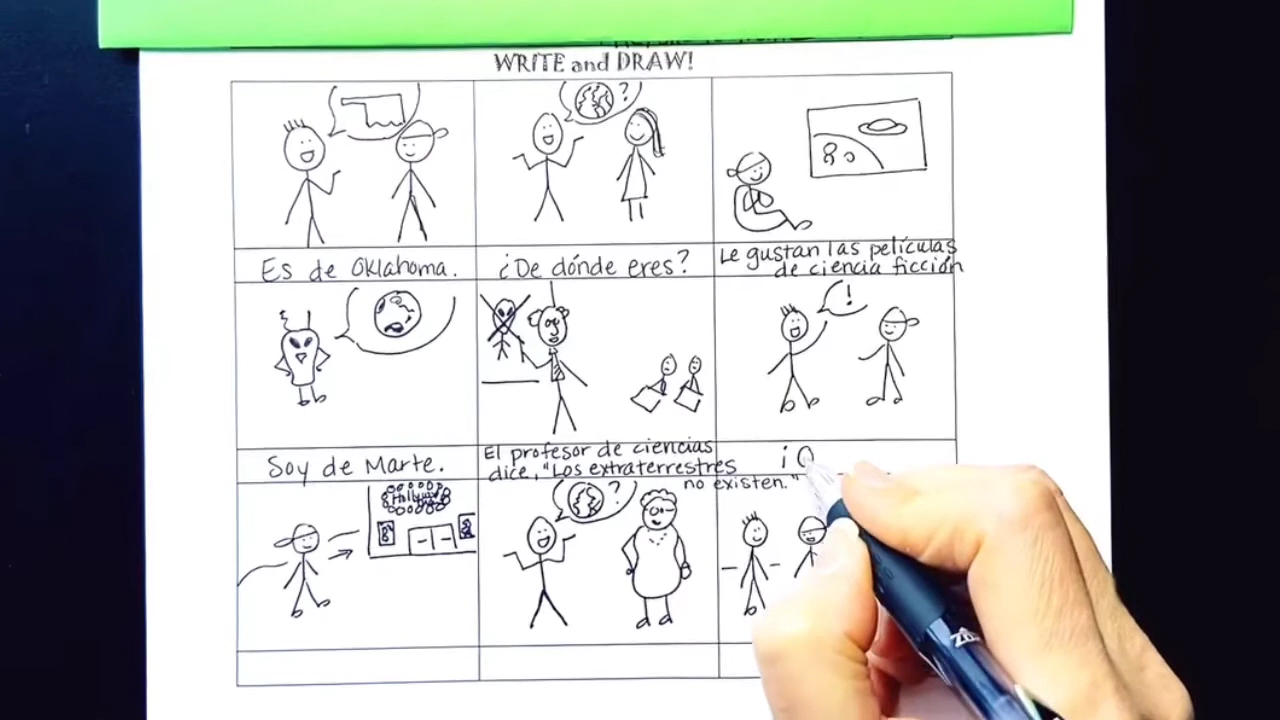 WRITE and DRAW!
?
Es de Oklahoma.
¿De dónde eres?
Le gustan las películas
de ciencia ficción
!
Soy de Marte.
El profesor de ciencias
dice, "Los extraterrestres
no existen."
¡O
Hollywood
?